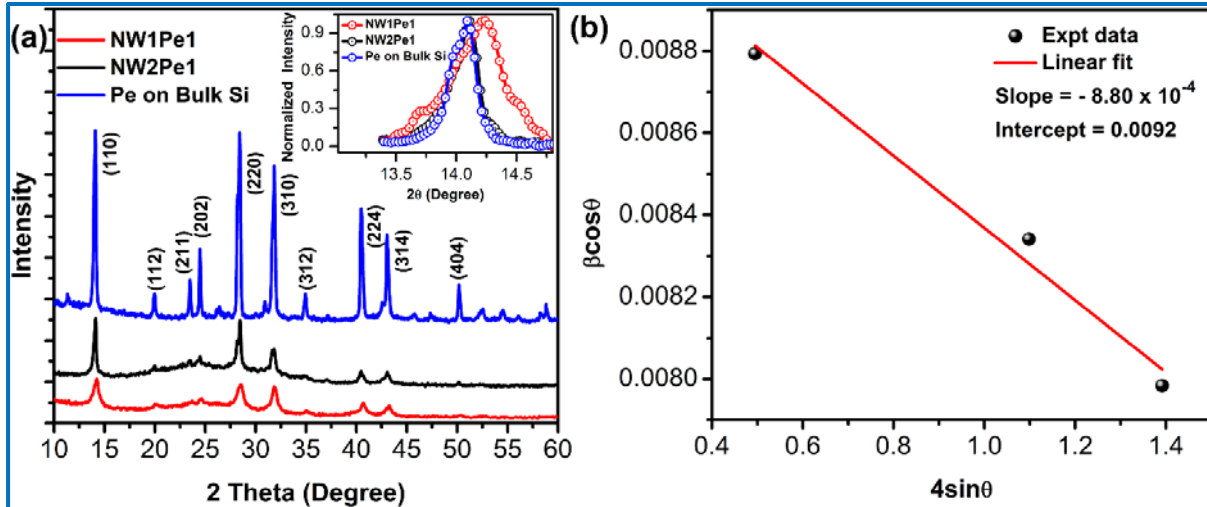 (a)
NW1Pe1
NW2Pe1
Pe on Bulk Si
(110)
(112)
(211)
(202)
(220)
(310)
(312)
(224)
(314)
(404)
Intensity
10 15 20 25 30 35 40 45 50 55 60
2 Theta (Degree)
NW1Pe1
NW2Pe1
Pe on Bulk Si
Normalized Intensity
0.9
0.6
0.3
0.0
13.5 14.0 14.5
2θ (Degree)
(b)
Expt data
Linear fit
Slope = - 8.80 x 10⁻⁴
Intercept = 0.0092
βcosθ
0.0088
0.0086
0.0084
0.0082
0.0080
0.4 0.6 0.8 1.0 1.2 1.4
4sinθ